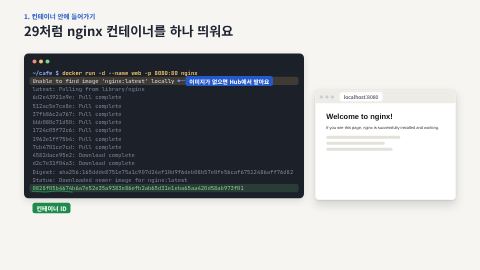 1. 컨테이너 안에 들어가기
29처럼 nginx 컨테이너를 하나 띄워요
~/cafe $ docker run -d --name web -p 8080:80 nginx
Unable to find image 'nginx:latest' locally
이미지가 없으면 Hub에서 받아요
latest: Pulling from library/nginx
Pull complete
Pull complete
Pull complete
Pull complete
Pull complete
Pull complete
Pull complete
Download complete
Download complete
Status: Downloaded newer image for nginx:latest
컨테이너 ID
localhost:8080
Welcome to nginx!
If you see this page, nginx is successfully installed and working.